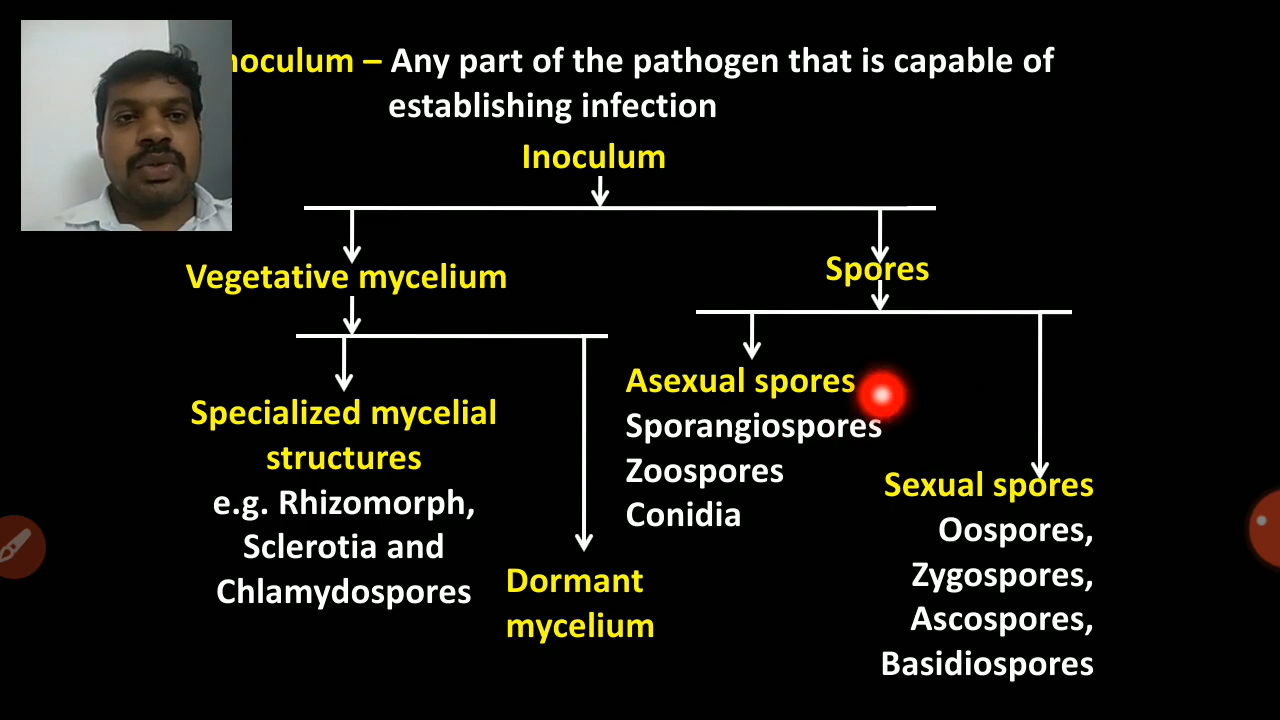 noculum – Any part of the pathogen that is capable of
establishing infection
Inoculum
Vegetative mycelium
Spores
Specialized mycelial
structures
e.g. Rhizomorph,
Sclerotia and
Chlamydospores
Dormant
mycelium
Asexual spores
Sporangiospores
Zoospores
Conidia
Sexual spores
Oospores,
Zygospores,
Ascospores,
Basidiospores